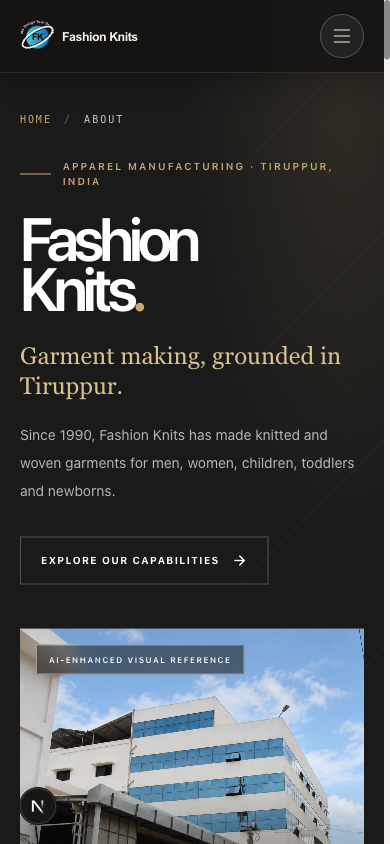 FK
Fashion Knits
HOME / ABOUT
APPAREL MANUFACTURING · TIRUPPUR,
INDIA
Fashion
Knits.
Garment making, grounded in
Tiruppur.
Since 1990, Fashion Knits has made knitted and
woven garments for men, women, children, toddlers
and newborns.
EXPLORE OUR CAPABILITIES →
AI-ENHANCED VISUAL REFERENCE
N